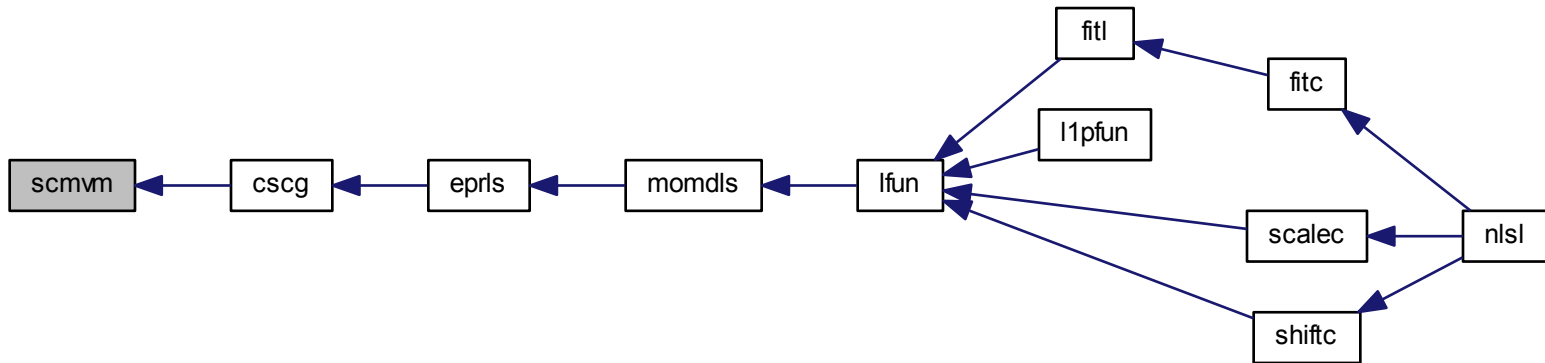 fitl
fitc
l1pfun
scmvm
cscg
eprls
momdls
lfun
scalec
nlsl
shiftc